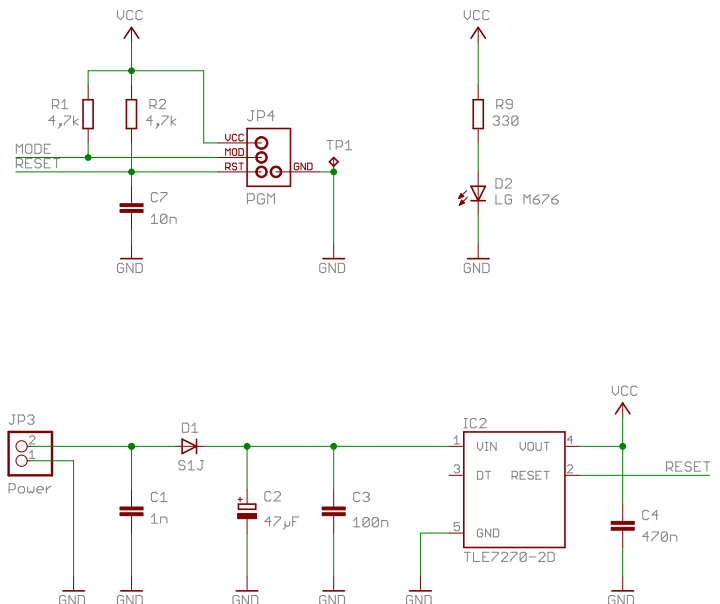 VCC
VCC
R1
4,7k
R2
4,7k
JP4
R9
330
VCC
MOD
RST
GND
TP1
MODE
RESET
PGM
C7
10n
D2
LG M676
GND
GND
GND
VCC
JP3
2
1
Power
D1
S1J
IC2
1
VIN
VOUT
4
3
DT
RESET
2
RESET
5
GND
TLE7270-2D
C1
1n
C2
+
47µF
C3
100n
C4
470n
GND
GND
GND
GND
GND
GND